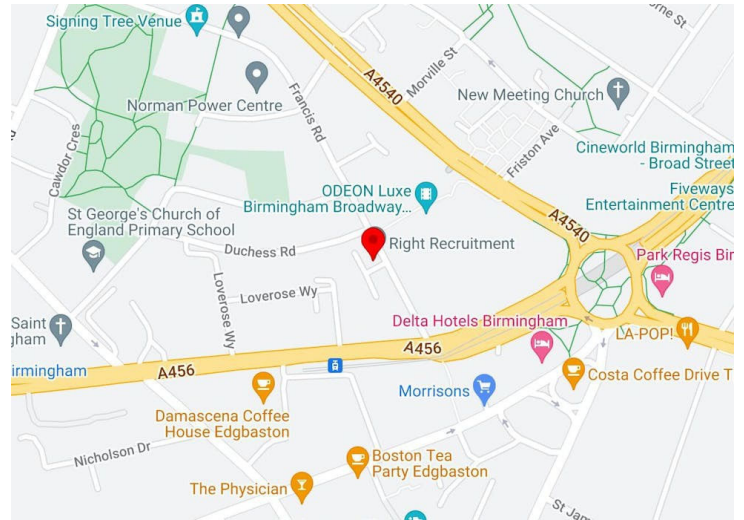 Signing Tree Venue
orne St
A4540
Morville St
Norman Power Centre
Francis Rd
New Meeting Church
Cawdor Cres
Friston Ave
Cineworld Birmingham
- Broad Street
Fiveways
Entertainment Centre
ODEON Luxe
Birmingham Broadway...
St George's Church of
England Primary School
A4540
Duchess Rd
Right Recruitment
Park Regis Bir
Loverose Wy
Loverose Wy
Saint
gham
Delta Hotels Birmingham
LA-POP!
A456
A456
irmingham
Morrisons
Costa Coffee Drive T
Damascena Coffee
House Edgbaston
Nicholson Dr
Boston Tea
Party Edgbaston
The Physician
St Jam